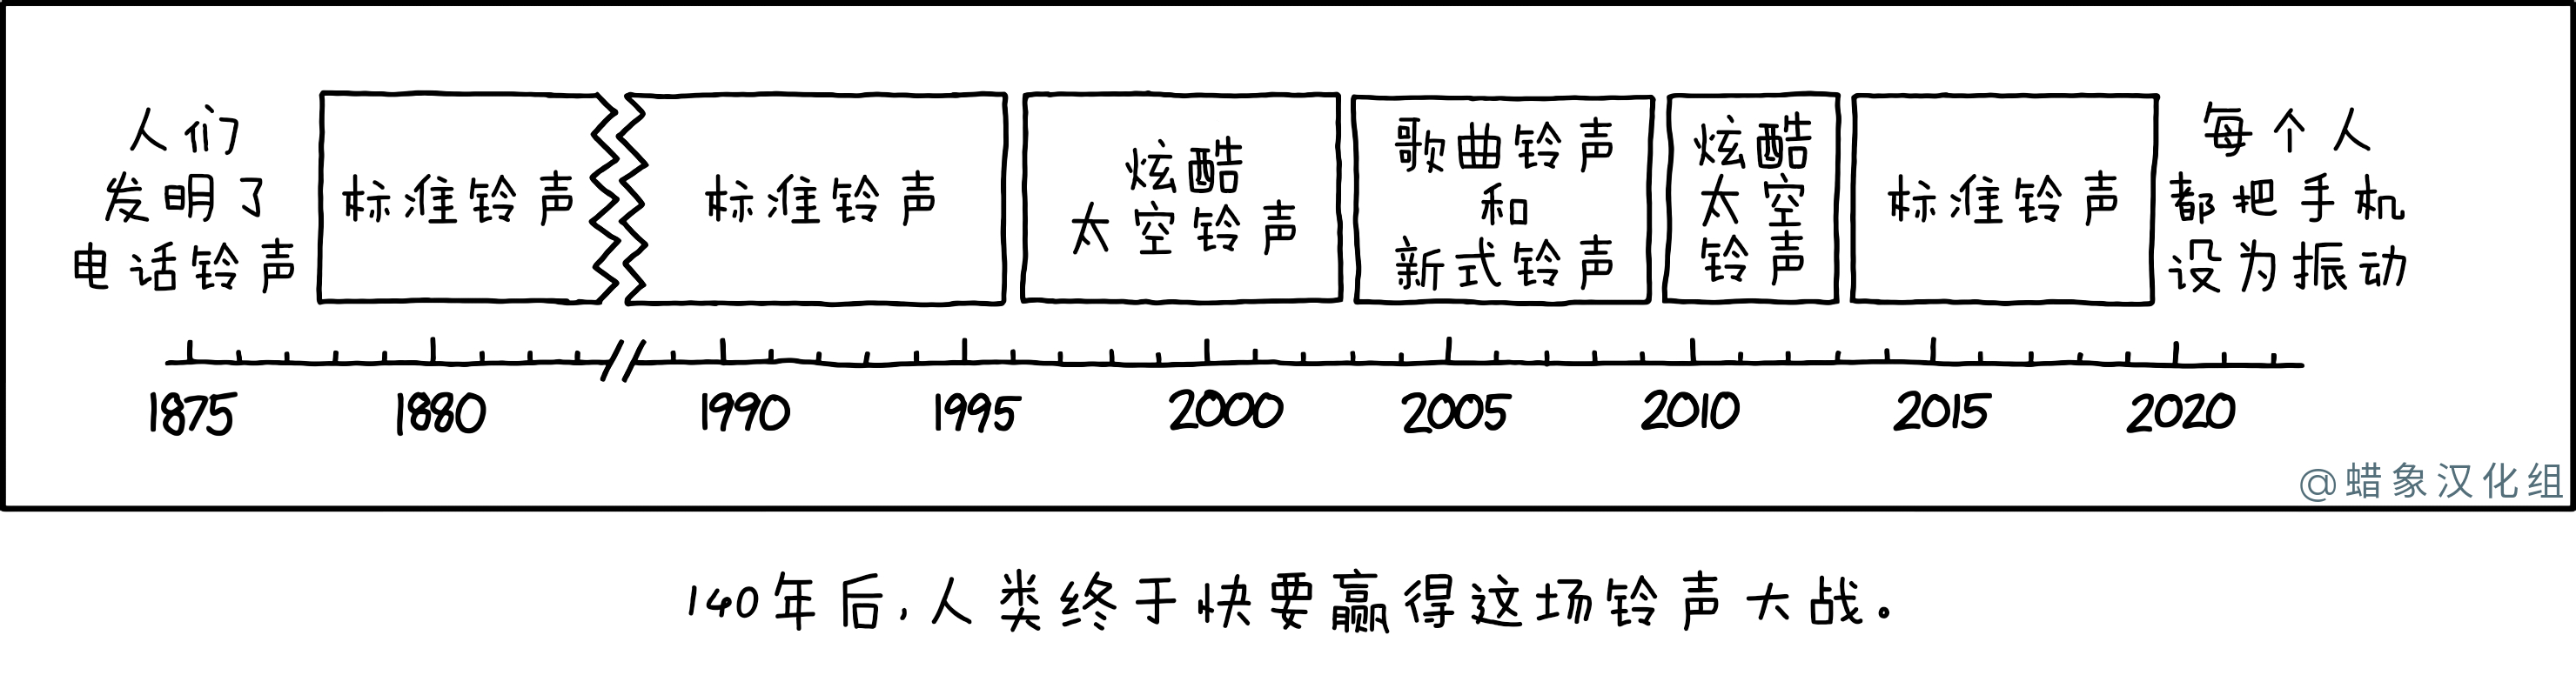 人们
发明了
电话铃声
标准铃声
标准铃声
炫酷
太空铃声
歌曲铃声
和
新式铃声
炫酷
太空
铃声
标准铃声
每个人
都把手机
设为振动
1875 1880 1990 1995 2000 2005 2010 2015 2020
@蜡象汉化组
140年后,人类终于快要赢得这场铃声大战。